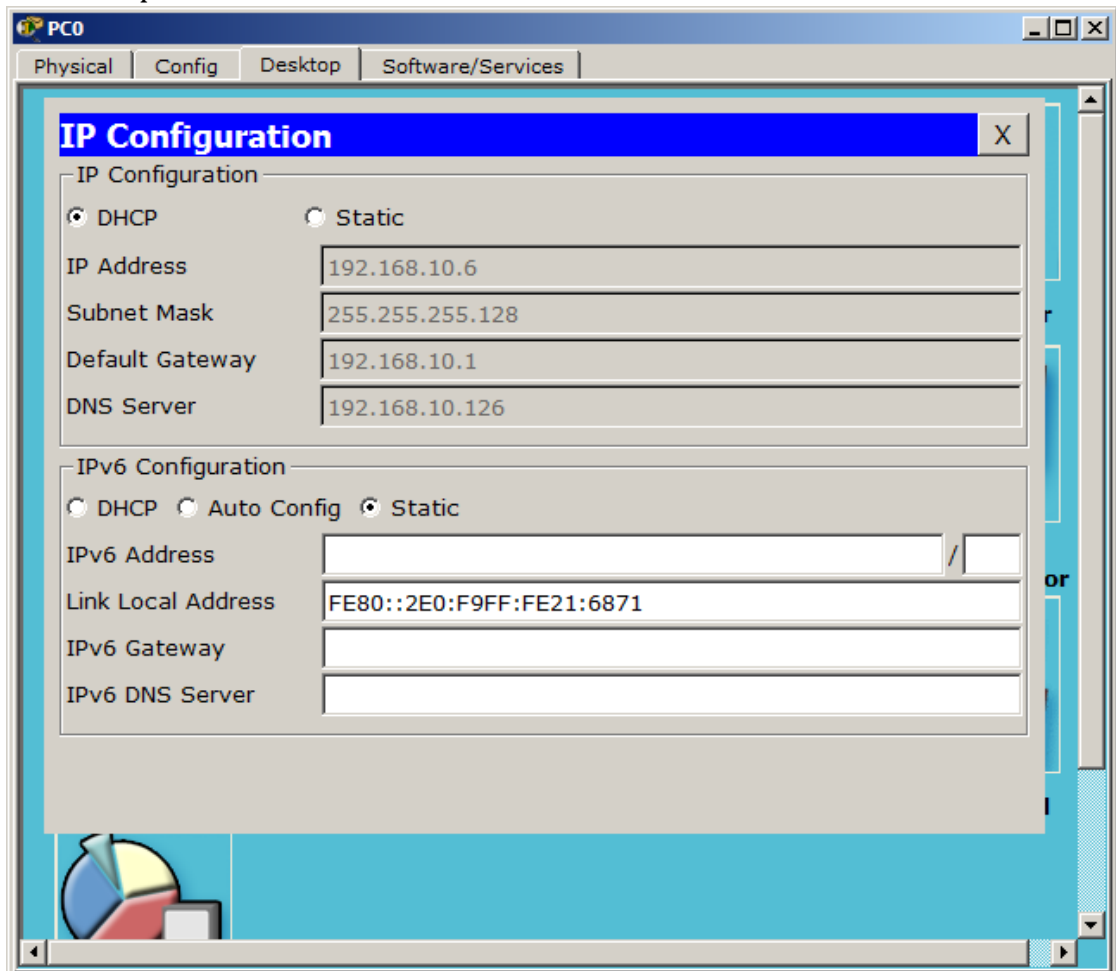 PC0
Physical Config Desktop Software/Services
IP Configuration X
IP Configuration
DHCP Static
IP Address 192.168.10.6
Subnet Mask 255.255.255.128
Default Gateway 192.168.10.1
DNS Server 192.168.10.126
IPv6 Configuration
DHCP Auto Config Static
IPv6 Address /
Link Local Address FE80::2E0:F9FF:FE21:6871
IPv6 Gateway
IPv6 DNS Server
r
or